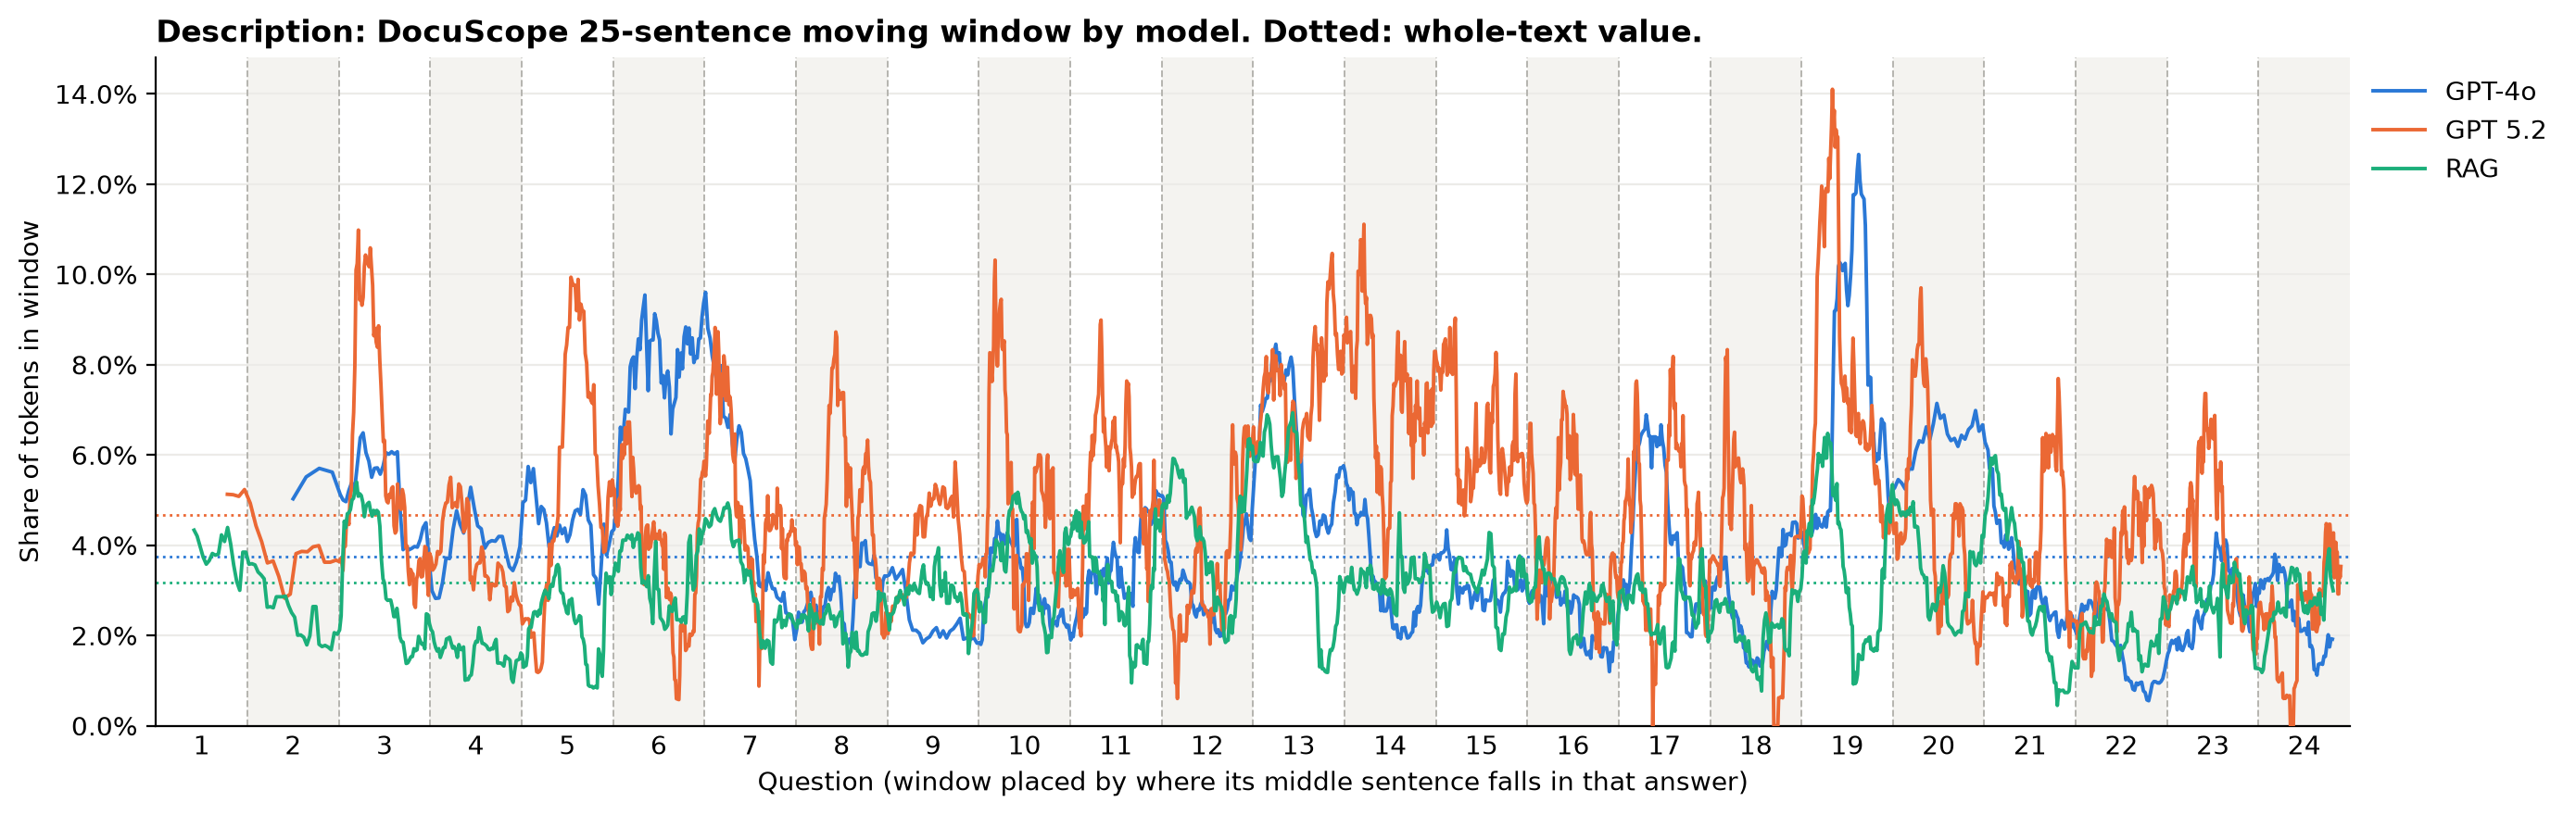 Description: DocuScope 25-sentence moving window by model. Dotted: whole-text value.
14.0%
12.0%
10.0%
8.0%
6.0%
4.0%
2.0%
0.0%
Share of tokens in window
1 2 3 4 5 6 7 8 9 10 11 12 13 14 15 16 17 18 19 20 21 22 23 24
Question (window placed by where its middle sentence falls in that answer)
GPT-4o
GPT 5.2
RAG